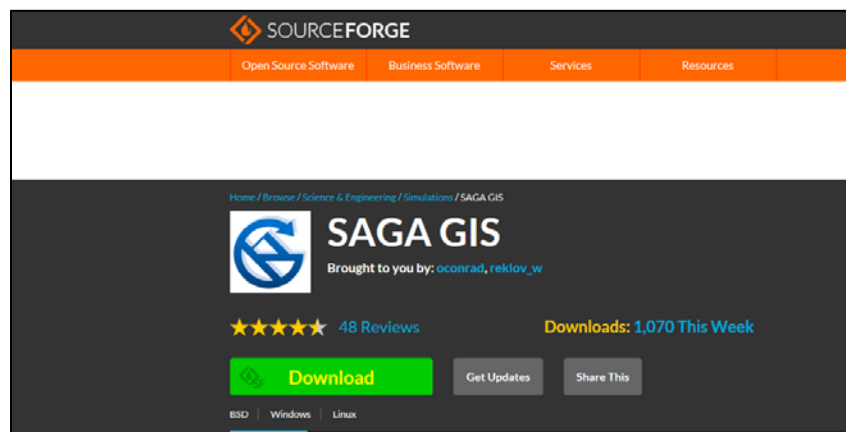 SOURCEFORGE
Open Source Software Business Software Services Resources
Home / Browse / Science & Engineering / Simulations / SAGA GIS
SAGA GIS
Brought to you by: oconrad, reklov_w
48 Reviews Downloads: 1,070 This Week
Download Get Updates Share This
BSD | Windows | Linux